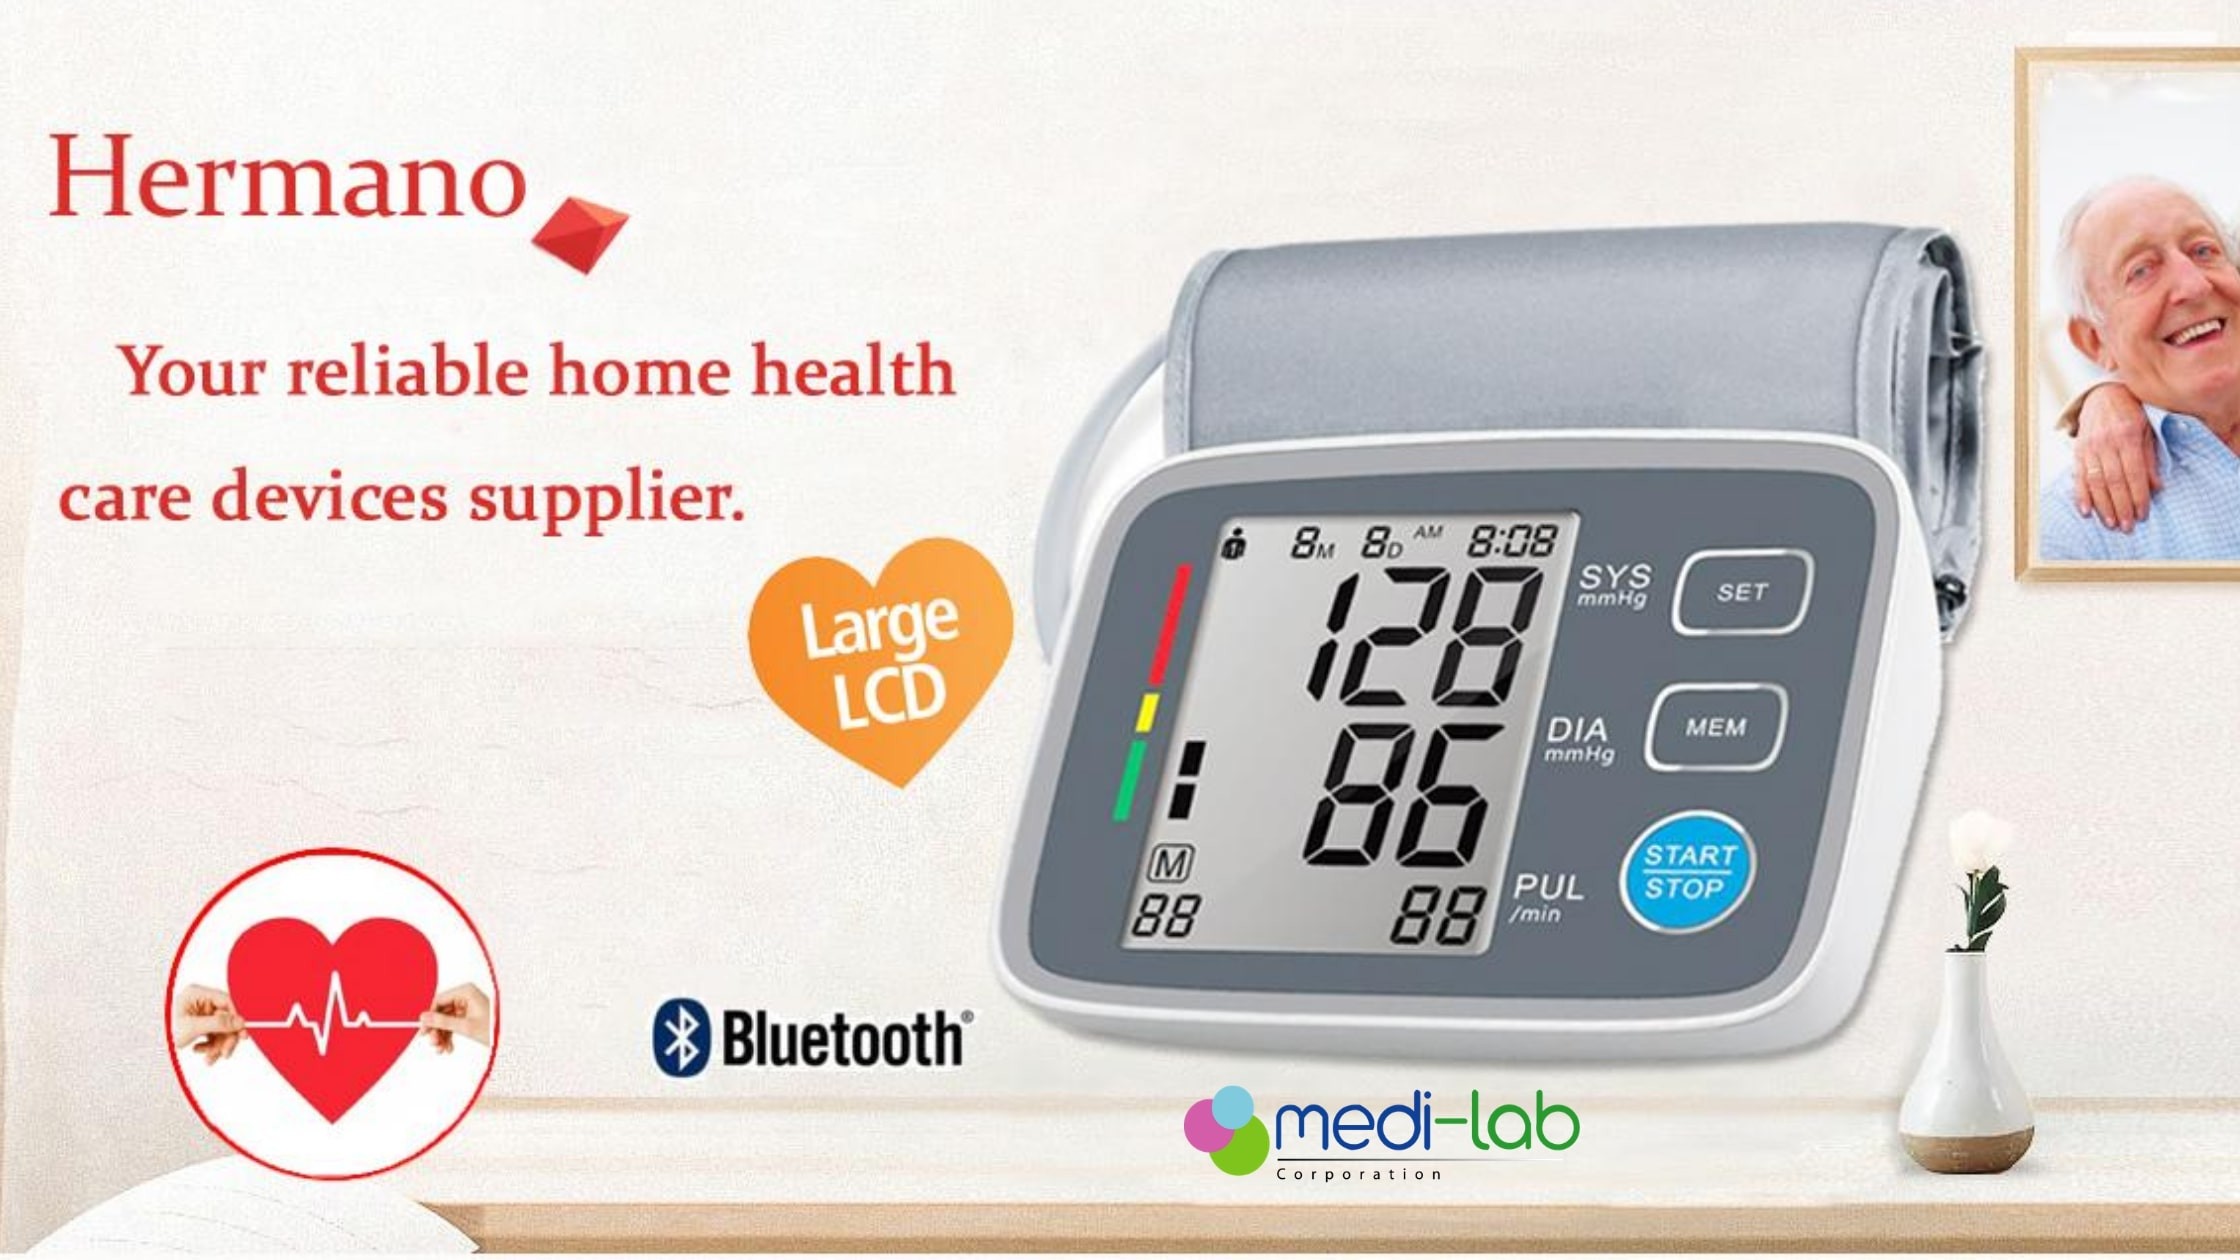 Hermano
Your reliable home health
care devices supplier.
Large
LCD
8M 8D AM 8:08
128
SYS
mmHg
SET
86
DIA
mmHg
MEM
M
88
88
PUL
/min
START
STOP
Bluetooth®
medi-lab
Corporation